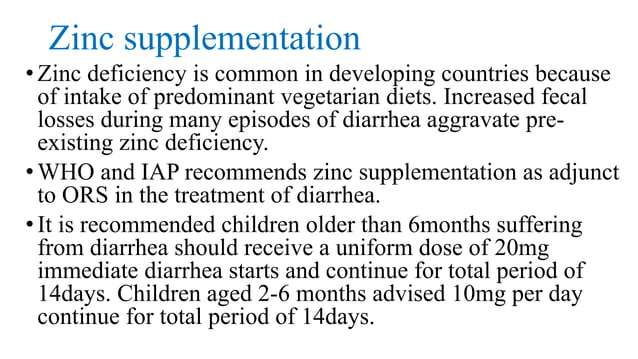 Zinc supplementation
• Zinc deficiency is common in developing countries because
of intake of predominant vegetarian diets. Increased fecal
losses during many episodes of diarrhea aggravate pre-
existing zinc deficiency.
• WHO and IAP recommends zinc supplementation as adjunct
to ORS in the treatment of diarrhea.
• It is recommended children older than 6months suffering
from diarrhea should receive a uniform dose of 20mg
immediate diarrhea starts and continue for total period of
14days. Children aged 2-6 months advised 10mg per day
continue for total period of 14days.